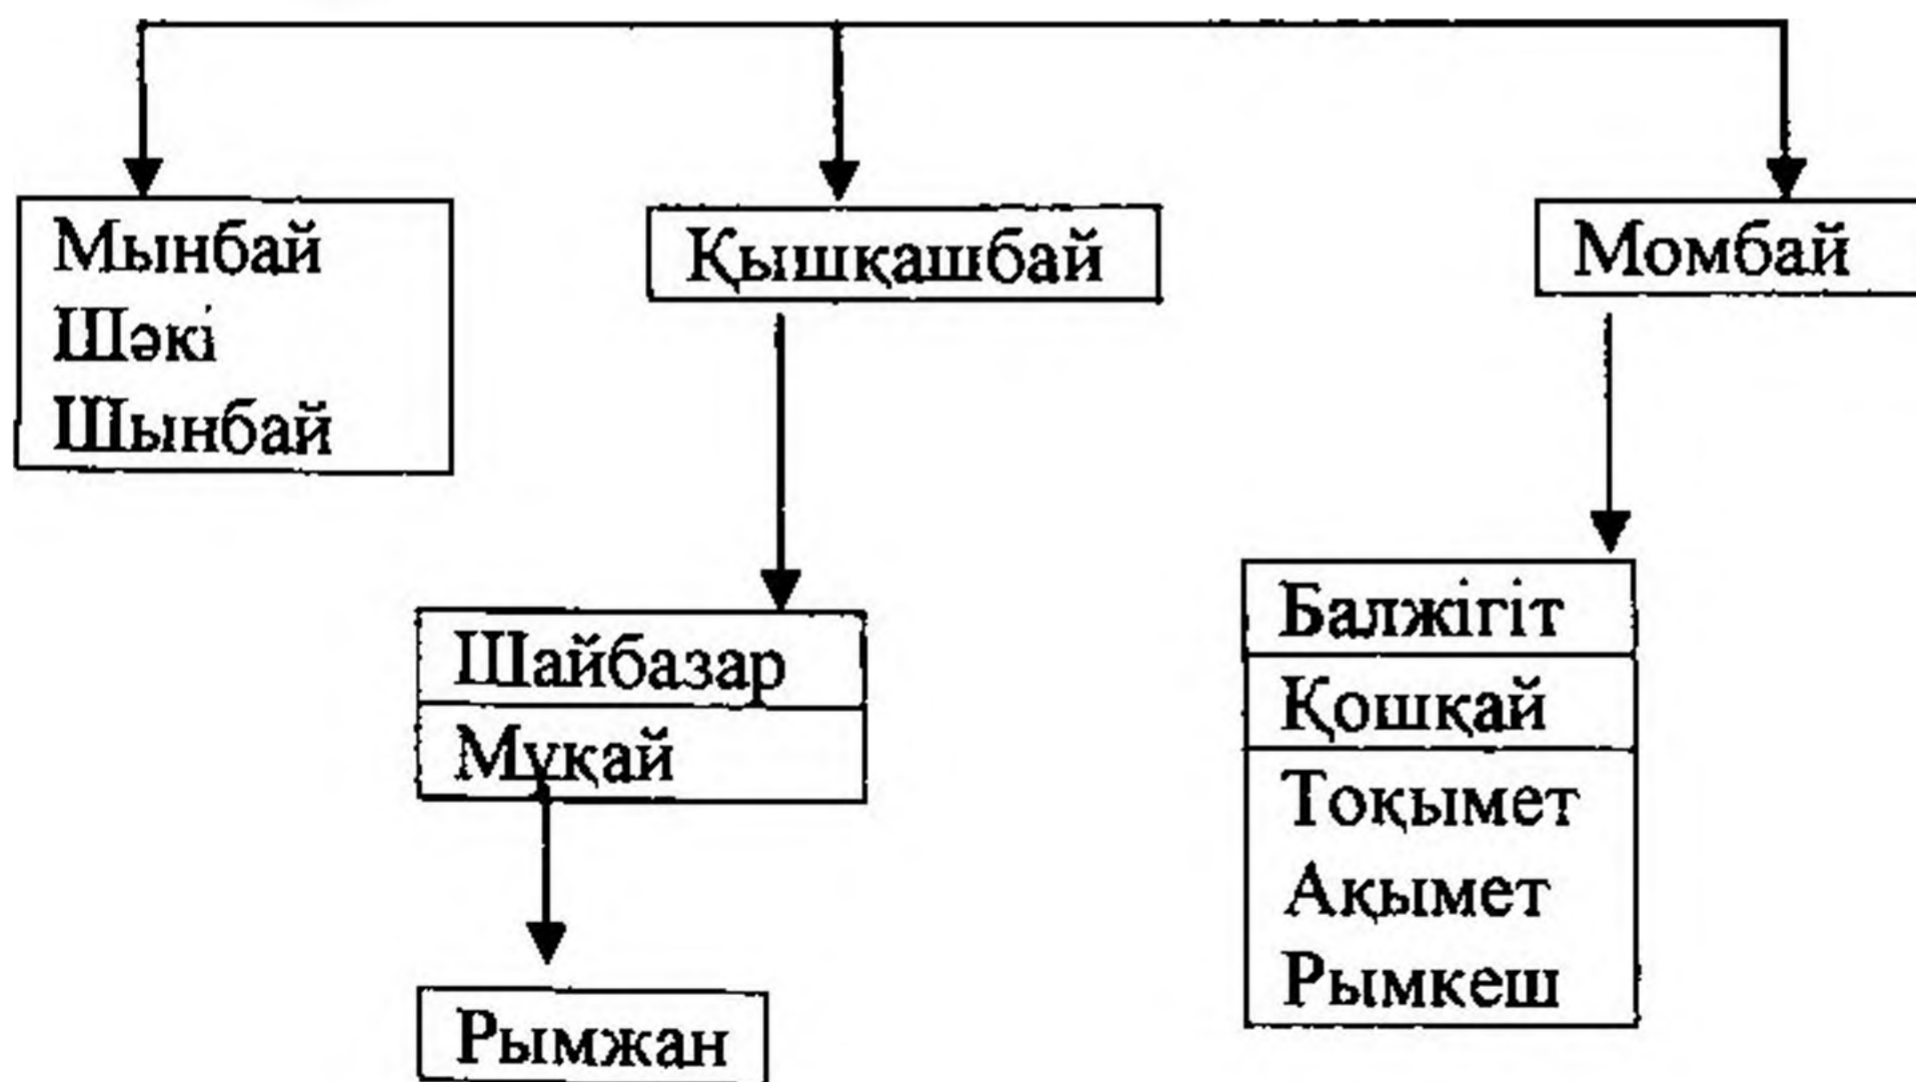 Мынбай
Шәкі
Шынбай
Қышқашбай
Момбай
Шайбазар
Мұқай
Балжігіт
Қошқай
Тоқымет
Ақымет
Рымкеш
Рымжан